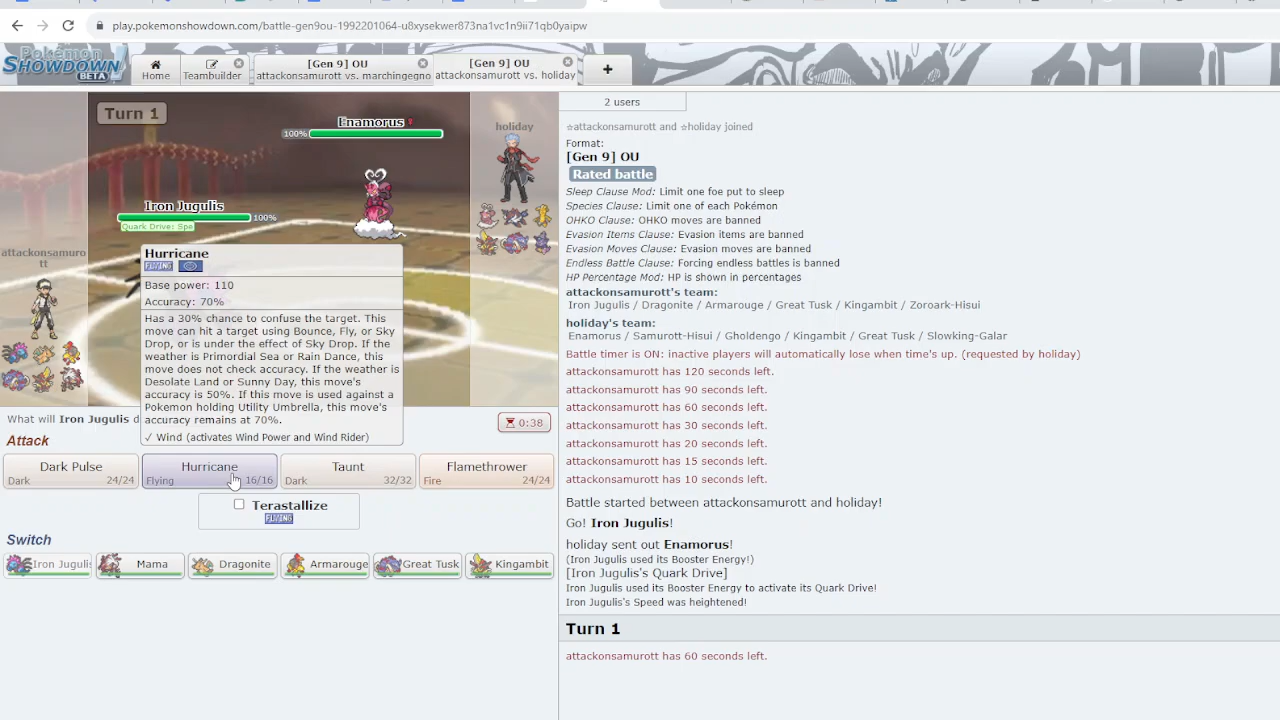 play.pokemonshowdown.com/battle-gen9ou-1992201064-u8xysekwer873na1vc1n9ii71qb0yaipw
Pokémon
SHOWDOWN
BETA
Home
Teambuilder
[Gen 9] OU
attackonsamurott vs. marchingegno
[Gen 9] OU
attackonsamurott vs. holiday
+
Turn 1
Enamorus
100%
Iron Jugulis
100%
Quark Drive: Spe
attackonsamuro
tt
holiday
Hurricane
FLYING
Base power: 110
Accuracy: 70%
Has a 30% chance to confuse the target. This
move can hit a target using Bounce, Fly, or Sky
Drop, or is under the effect of Sky Drop. If the
weather is Primordial Sea or Rain Dance, this
move does not check accuracy. If the weather is
Desolate Land or Sunny Day, this move's
accuracy is 50%. If this move is used against a
Pokemon holding Utility Umbrella, this move's
accuracy remains at 70%.
✓ Wind (activates Wind Power and Wind Rider)
What will Iron Jugulis d
0:38
Attack
Dark Pulse
Dark 24/24
Hurricane
Flying 16/16
Taunt
Dark 32/32
Flamethrower
Fire 24/24
Terastallize
FLYING
Switch
Iron Jugulis
Mama
Dragonite
Armarouge
Great Tusk
Kingambit
2 users
☆attackonsamurott and ☆holiday joined
Format:
[Gen 9] OU
Rated battle
Sleep Clause Mod: Limit one foe put to sleep
Species Clause: Limit one of each Pokémon
OHKO Clause: OHKO moves are banned
Evasion Items Clause: Evasion items are banned
Evasion Moves Clause: Evasion moves are banned
Endless Battle Clause: Forcing endless battles is banned
HP Percentage Mod: HP is shown in percentages
attackonsamurott's team:
Iron Jugulis / Dragonite / Armarouge / Great Tusk / Kingambit / Zoroark-Hisui
holiday's team:
Enamorus / Samurott-Hisui / Gholdengo / Kingambit / Great Tusk / Slowking-Galar
Battle timer is ON: inactive players will automatically lose when time's up. (requested by holiday)
attackonsamurott has 120 seconds left.
attackonsamurott has 90 seconds left.
attackonsamurott has 60 seconds left.
attackonsamurott has 30 seconds left.
attackonsamurott has 20 seconds left.
attackonsamurott has 15 seconds left.
attackonsamurott has 10 seconds left.
Battle started between attackonsamurott and holiday!
Go! Iron Jugulis!
holiday sent out Enamorus!
(Iron Jugulis used its Booster Energy!)
[Iron Jugulis's Quark Drive]
Iron Jugulis used its Booster Energy to activate its Quark Drive!
Iron Jugulis's Speed was heightened!
Turn 1
attackonsamurott has 60 seconds left.